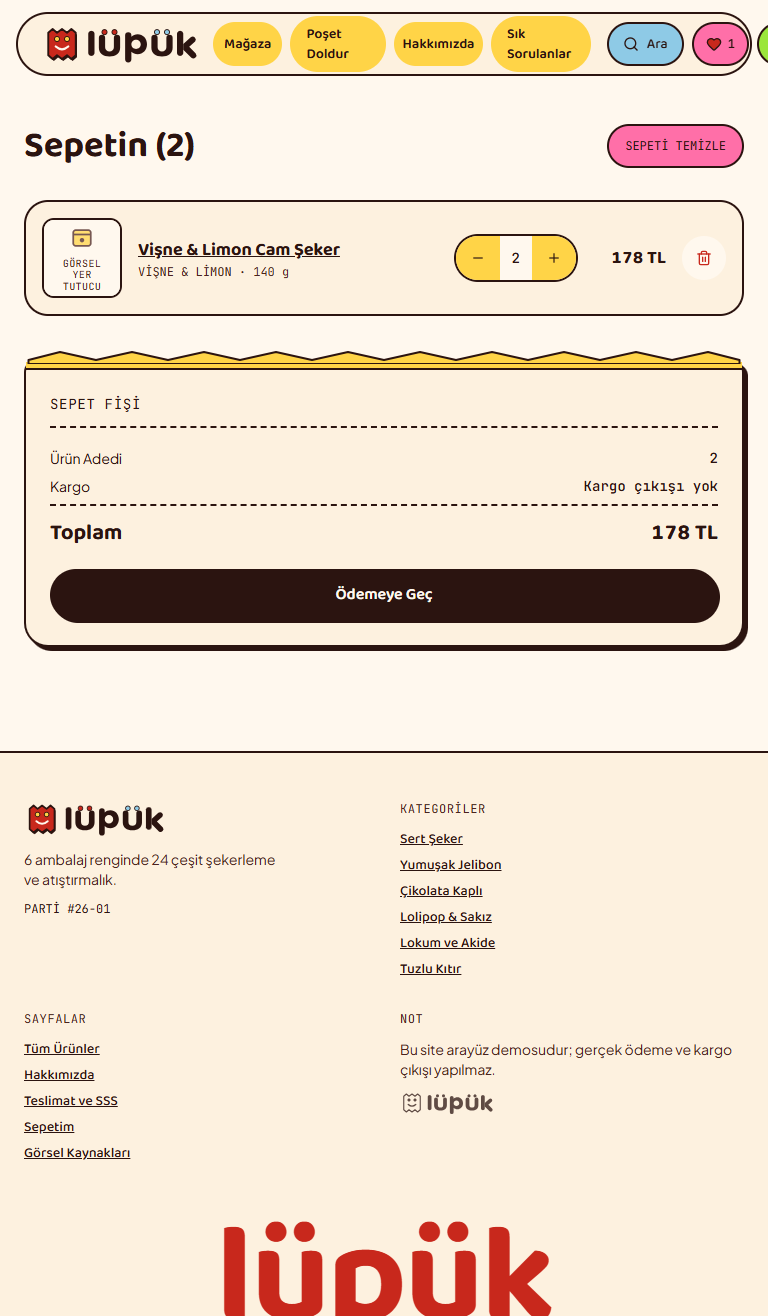 lüpük
Mağaza
Poşet
Doldur
Hakkımızda
Sık
Sorulanlar
Ara
1
Sepetin (2)
SEPETİ TEMİZLE
GÖRSEL
YER
TUTUCU
Vişne & Limon Cam Şeker
VİŞNE & LİMON · 140 g
− 2 +
178 TL
SEPET FİŞİ
Ürün Adedi 2
Kargo Kargo çıkışı yok
Toplam 178 TL
Ödemeye Geç
lüpük
6 ambalaj renginde 24 çeşit şekerleme
ve atıştırmalık.
PARTİ #26-01
KATEGORİLER
Sert Şeker
Yumuşak Jelibon
Çikolata Kaplı
Lolipop & Sakız
Lokum ve Akide
Tuzlu Kıtır
SAYFALAR
Tüm Ürünler
Hakkımızda
Teslimat ve SSS
Sepetim
Görsel Kaynakları
NOT
Bu site arayüz demosudur; gerçek ödeme ve kargo
çıkışı yapılmaz.
lüpük
lüpük